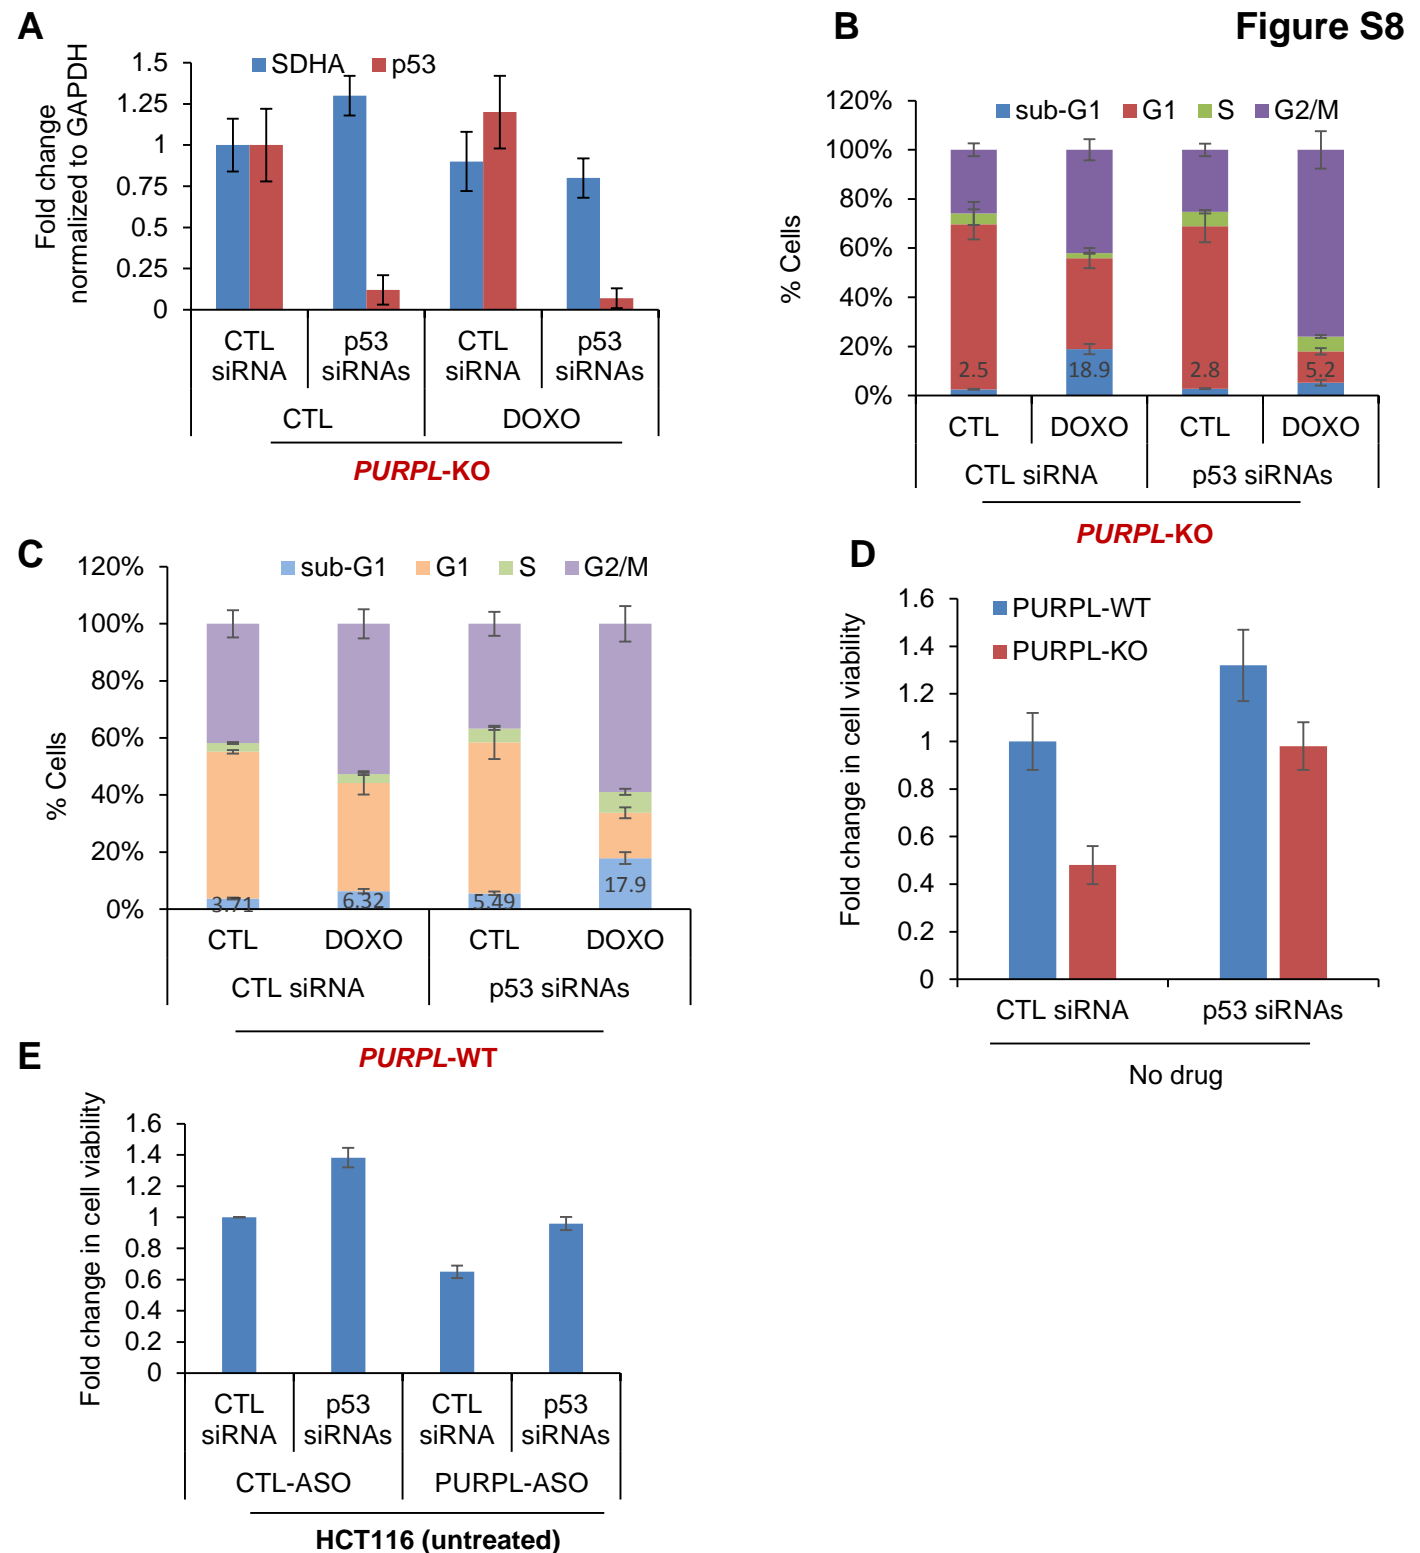 Figure S8
A
Fold change
normalized to GAPDH
SDHA p53
1.5
1.25
1
0.75
0.5
0.25
0
CTL siRNA p53 siRNAs CTL siRNA p53 siRNAs
CTL DOXO
PURPL-KO
B
% Cells
sub-G1 G1 S G2/M
120%
100%
80%
60%
40%
20%
0%
2.5 18.9 2.8 5.2
CTL DOXO CTL DOXO
CTL siRNA p53 siRNAs
PURPL-KO
C
% Cells
sub-G1 G1 S G2/M
120%
100%
80%
60%
40%
20%
0%
3.71 6.32 5.49 17.9
CTL DOXO CTL DOXO
CTL siRNA p53 siRNAs
PURPL-WT
D
Fold change in cell viability
PURPL-WT
PURPL-KO
1.6
1.4
1.2
1
0.8
0.6
0.4
0.2
0
CTL siRNA p53 siRNAs
No drug
E
Fold change in cell viability
1.6
1.4
1.2
1
0.8
0.6
0.4
0.2
0
CTL siRNA p53 siRNAs CTL siRNA p53 siRNAs
CTL-ASO PURPL-ASO
HCT116 (untreated)